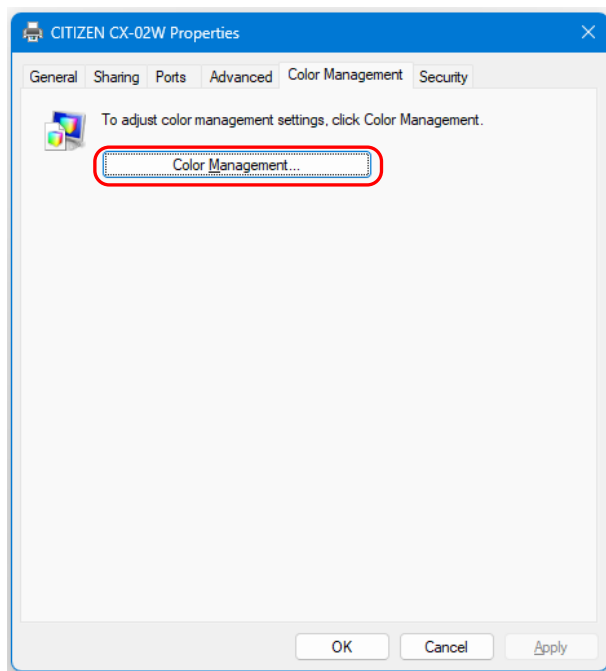 CITIZEN CX-02W Properties
General Sharing Ports Advanced Color Management Security
To adjust color management settings, click Color Management.
Color Management...
OK Cancel Apply